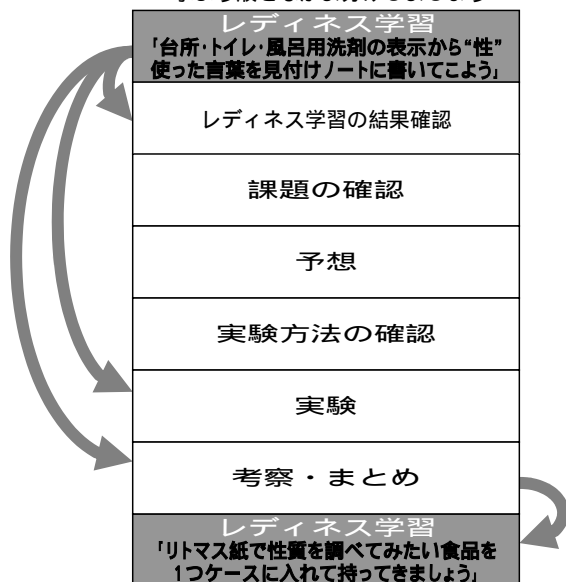 レディネス学習
「台所・トイレ・風呂用洗剤の表示から“性”
使った言葉を見付けノートに書いてこよう」
レディネス学習の結果確認
課題の確認
予想
実験方法の確認
実験
考察・まとめ
レディネス学習
「リトマス紙で性質を調べてみたい食品を
1つケースに入れて持ってきましょう」